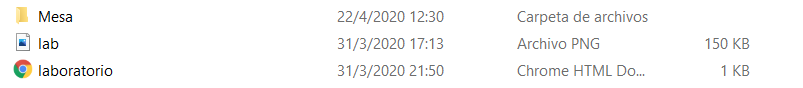 Mesa 22/4/2020 12:30 Carpeta de archivos
lab 31/3/2020 17:13 Archivo PNG 150 KB
laboratorio 31/3/2020 21:50 Chrome HTML Do... 1 KB